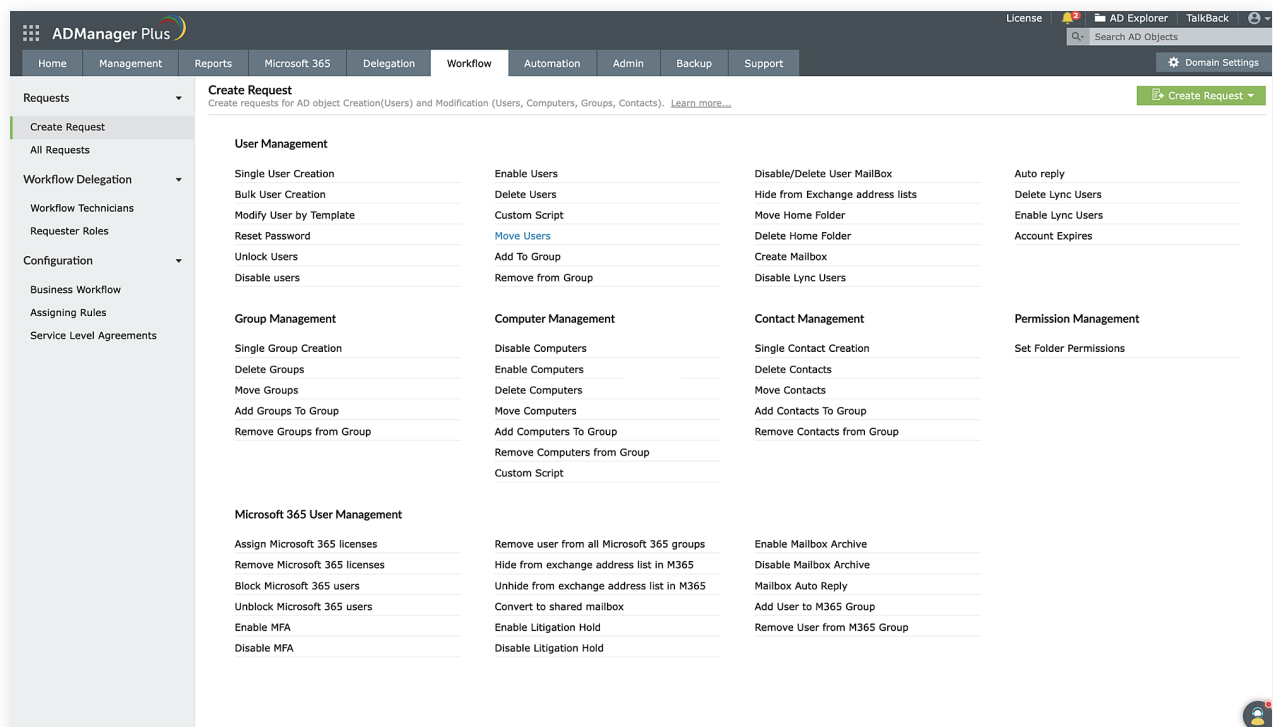 License 2 AD Explorer TalkBack
ADManager Plus
Search AD Objects
Home Management Reports Microsoft 365 Delegation Workflow Automation Admin Backup Support Domain Settings
Requests
Create Request
All Requests
Workflow Delegation
Workflow Technicians
Requester Roles
Configuration
Business Workflow
Assigning Rules
Service Level Agreements
Create Request
Create requests for AD object Creation(Users) and Modification (Users, Computers, Groups, Contacts). Learn more...
Create Request
User Management
Single User Creation
Bulk User Creation
Modify User by Template
Reset Password
Unlock Users
Disable users
Enable Users
Delete Users
Custom Script
Move Users
Add To Group
Remove from Group
Disable/Delete User MailBox
Hide from Exchange address lists
Move Home Folder
Delete Home Folder
Create Mailbox
Disable Lync Users
Auto reply
Delete Lync Users
Enable Lync Users
Account Expires
Group Management
Single Group Creation
Delete Groups
Move Groups
Add Groups To Group
Remove Groups from Group
Computer Management
Disable Computers
Enable Computers
Delete Computers
Move Computers
Add Computers To Group
Remove Computers from Group
Custom Script
Contact Management
Single Contact Creation
Delete Contacts
Move Contacts
Add Contacts To Group
Remove Contacts from Group
Permission Management
Set Folder Permissions
Microsoft 365 User Management
Assign Microsoft 365 licenses
Remove Microsoft 365 licenses
Block Microsoft 365 users
Unblock Microsoft 365 users
Enable MFA
Disable MFA
Remove user from all Microsoft 365 groups
Hide from exchange address list in M365
Unhide from exchange address list in M365
Convert to shared mailbox
Enable Litigation Hold
Disable Litigation Hold
Enable Mailbox Archive
Disable Mailbox Archive
Mailbox Auto Reply
Add User to M365 Group
Remove User from M365 Group